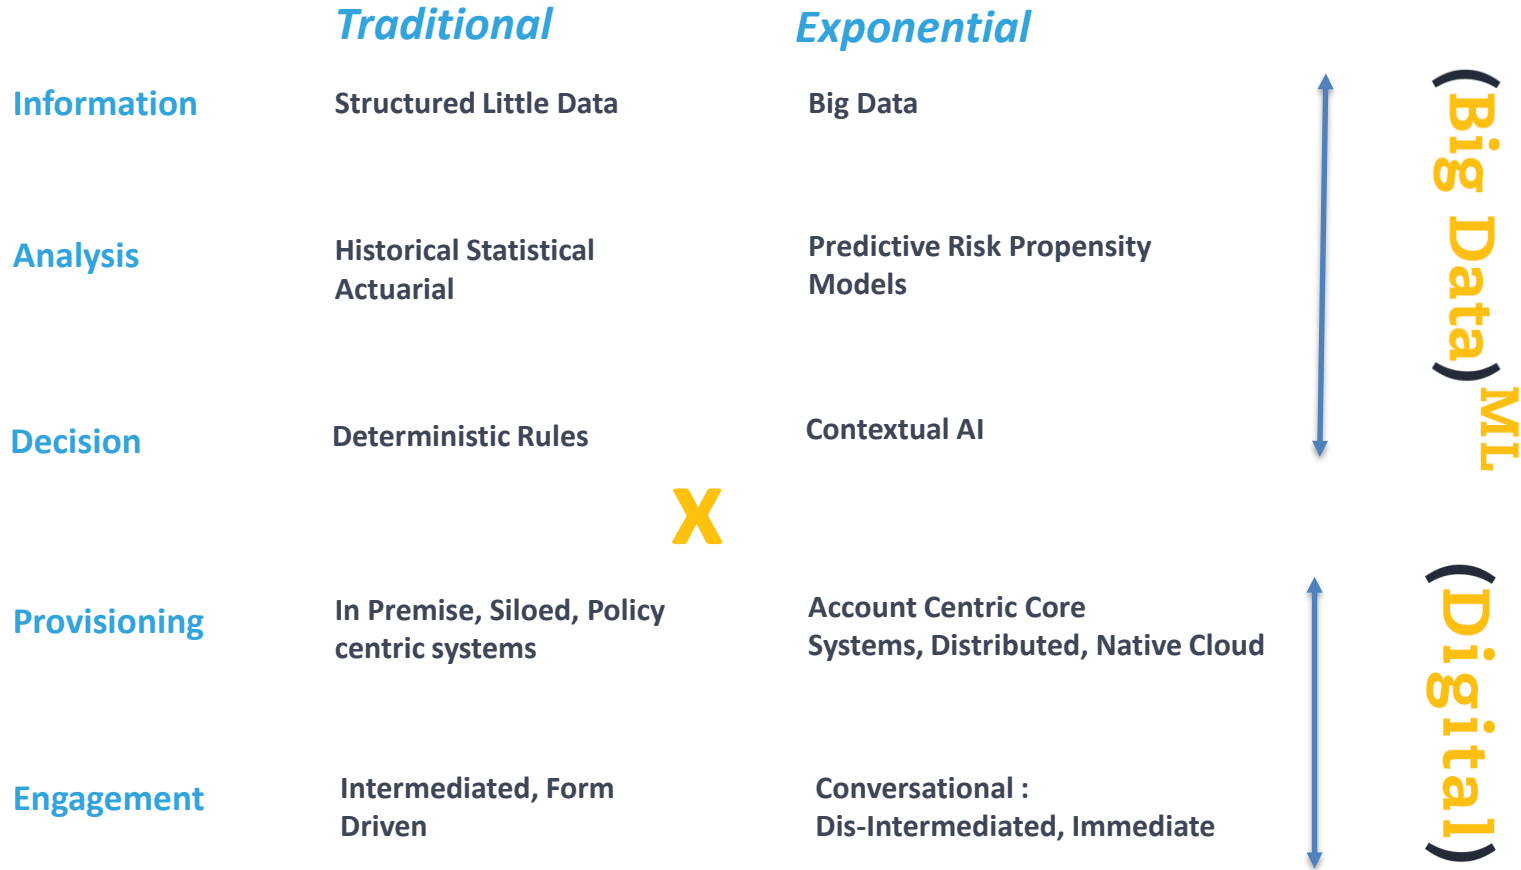 Traditional
Exponential
Information
Structured Little Data
Big Data
Analysis
Historical Statistical
Actuarial
Predictive Risk Propensity
Models
Decision
Deterministic Rules
Contextual AI
X
Provisioning
In Premise, Siloed, Policy
centric systems
Account Centric Core
Systems, Distributed, Native Cloud
Engagement
Intermediated, Form
Driven
Conversational :
Dis-Intermediated, Immediate
(Big Data)ML
(Digital)